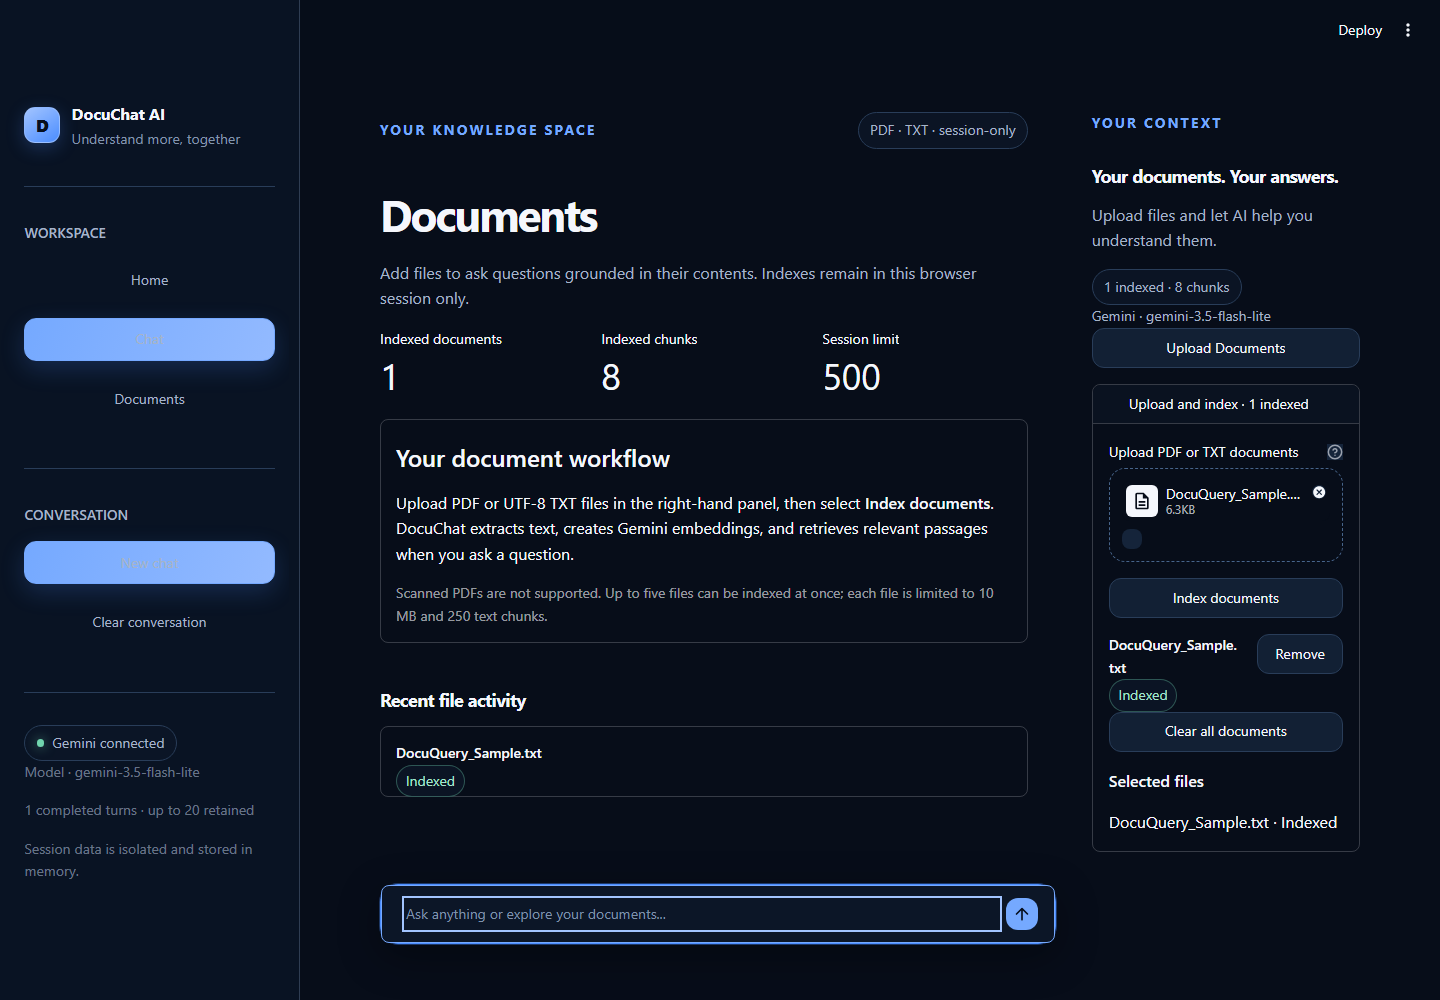 Deploy
D
DocuChat AI
Understand more, together
WORKSPACE
Home
Chat
Documents
CONVERSATION
New chat
Clear conversation
Gemini connected
Model · gemini-3.5-flash-lite
1 completed turns · up to 20 retained
Session data is isolated and stored in
memory.
YOUR KNOWLEDGE SPACE
PDF · TXT · session-only
Documents
Add files to ask questions grounded in their contents. Indexes remain in this browser
session only.
Indexed documents
1
Indexed chunks
8
Session limit
500
Your document workflow
Upload PDF or UTF-8 TXT files in the right-hand panel, then select Index documents.
DocuChat extracts text, creates Gemini embeddings, and retrieves relevant passages
when you ask a question.
Scanned PDFs are not supported. Up to five files can be indexed at once; each file is limited to 10
MB and 250 text chunks.
Recent file activity
DocuQuery_Sample.txt
Indexed
Ask anything or explore your documents...
YOUR CONTEXT
Your documents. Your answers.
Upload files and let AI help you
understand them.
1 indexed · 8 chunks
Gemini · gemini-3.5-flash-lite
Upload Documents
Upload and index · 1 indexed
Upload PDF or TXT documents
DocuQuery_Sample....
6.3KB
Index documents
DocuQuery_Sample.
txt
Remove
Indexed
Clear all documents
Selected files
DocuQuery_Sample.txt · Indexed